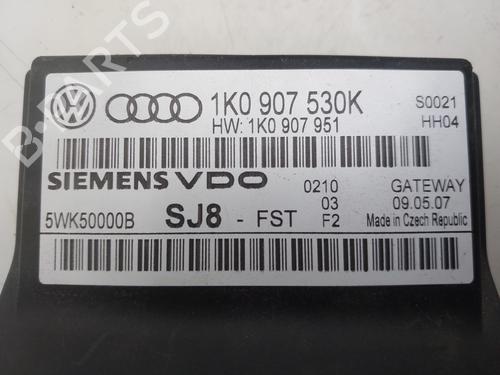 B-PARTS
1K0 907 530K S0021
HW: 1K0 907 951 HH04
SIEMENS VDO 0210 GATEWAY
5WK50000B SJ8 - FST 03 09.05.07
F2 Made in Czech Republic